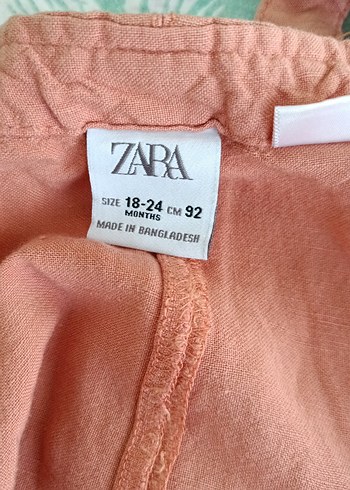 ZARA
SIZE 18-24 CM 92
MONTHS
MADE IN BANGLADESH